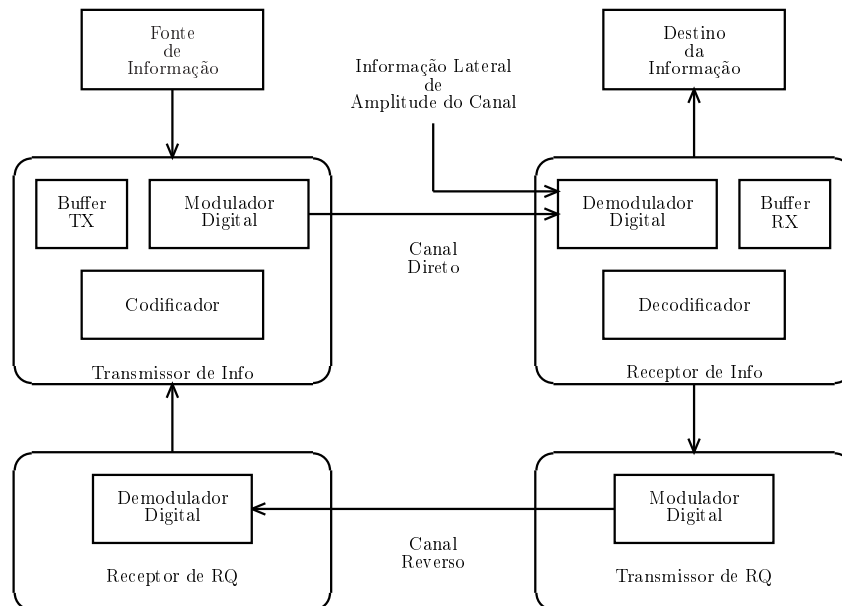 Fonte
de
Informação
Informação Lateral
de
Amplitude do Canal
Destino
da
Informação
Buffer
TX
Modulador
Digital
Codificador
Transmissor de Info
Canal
Direto
Demodulador
Digital
Buffer
RX
Decodificador
Receptor de Info
Demodulador
Digital
Receptor de RQ
Canal
Reverso
Modulador
Digital
Transmissor de RQ